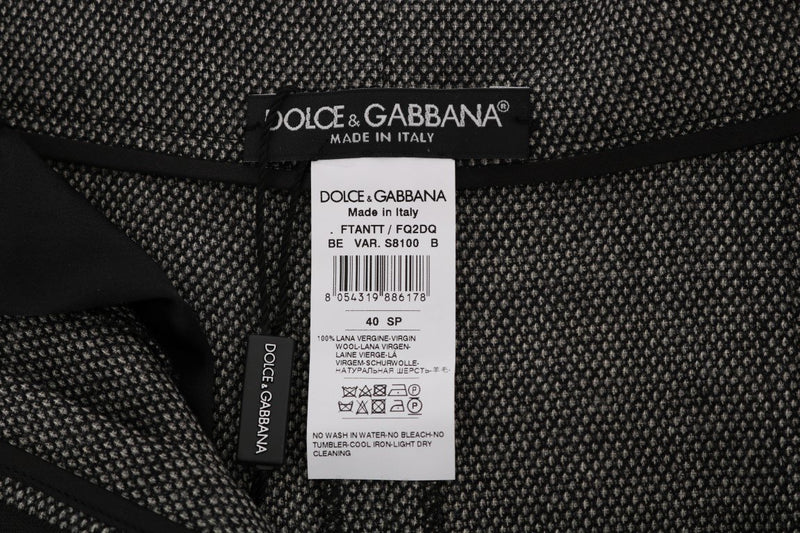 DOLCE & GABBANA®
MADE IN ITALY
DOLCE & GABBANA
Made in Italy
. FTANTT / FQ2DQ
BE VAR. S8100 B
8 054319 886178
40 SP
100% LANA VERGINE-VIRGIN
WOOL-LANA VIRGEN-
LAINE VIERGE-LÃ
VIRGEM-SCHURWOLLE-
НАТУРАЛЬНАЯ ШЕРСТЬ-羊毛-
P
P
NO WASH IN WATER-NO BLEACH-NO
TUMBLER-COOL IRON-LIGHT DRY
CLEANING
DOLCE & GABBANA